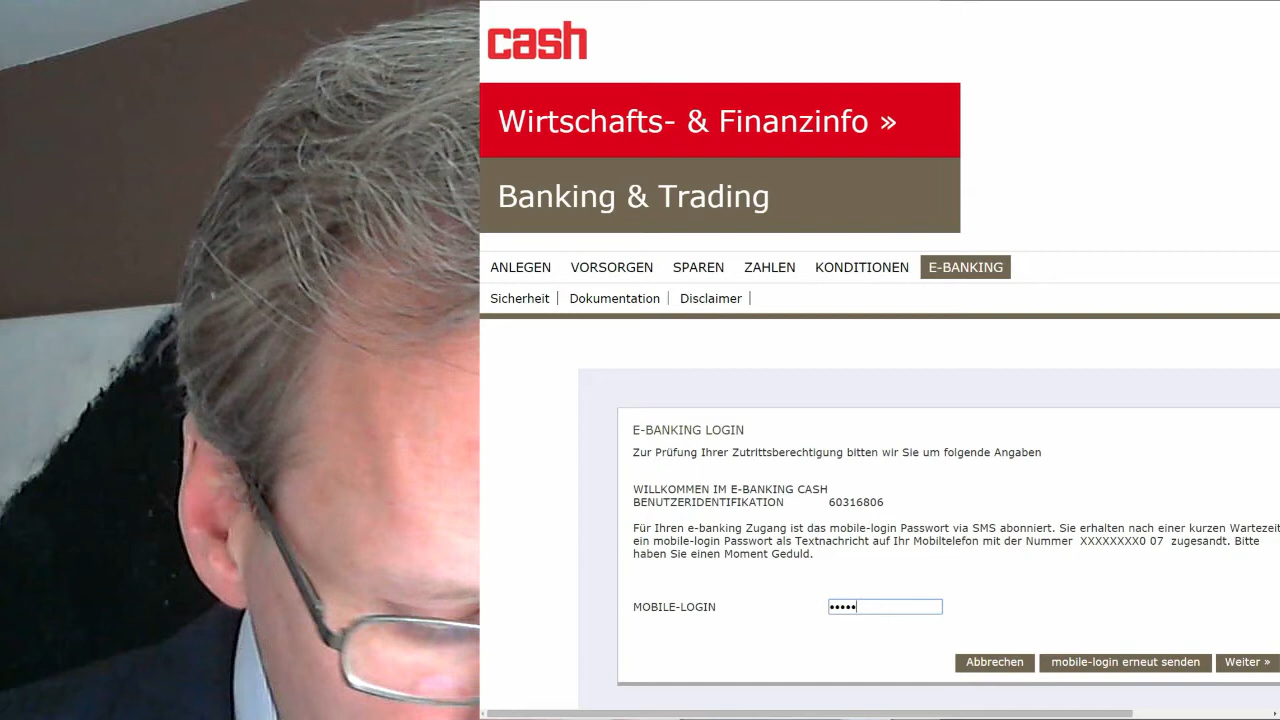 cash
Wirtschafts- & Finanzinfo »
Banking & Trading
ANLEGEN VORSORGEN SPAREN ZAHLEN KONDITIONEN E-BANKING
Sicherheit | Dokumentation | Disclaimer |
E-BANKING LOGIN
Zur Prüfung Ihrer Zutrittsberechtigung bitten wir Sie um folgende Angaben
WILLKOMMEN IM E-BANKING CASH
BENUTZERIDENTIFIKATION 60316806
Für Ihren e-banking Zugang ist das mobile-login Passwort via SMS abonniert. Sie erhalten nach einer kurzen Wartezeit
ein mobile-login Passwort als Textnachricht auf Ihr Mobiltelefon mit der Nummer XXXXXXXX0 07 zugesandt. Bitte
haben Sie einen Moment Geduld.
MOBILE-LOGIN •••••
Abbrechen mobile-login erneut senden Weiter »